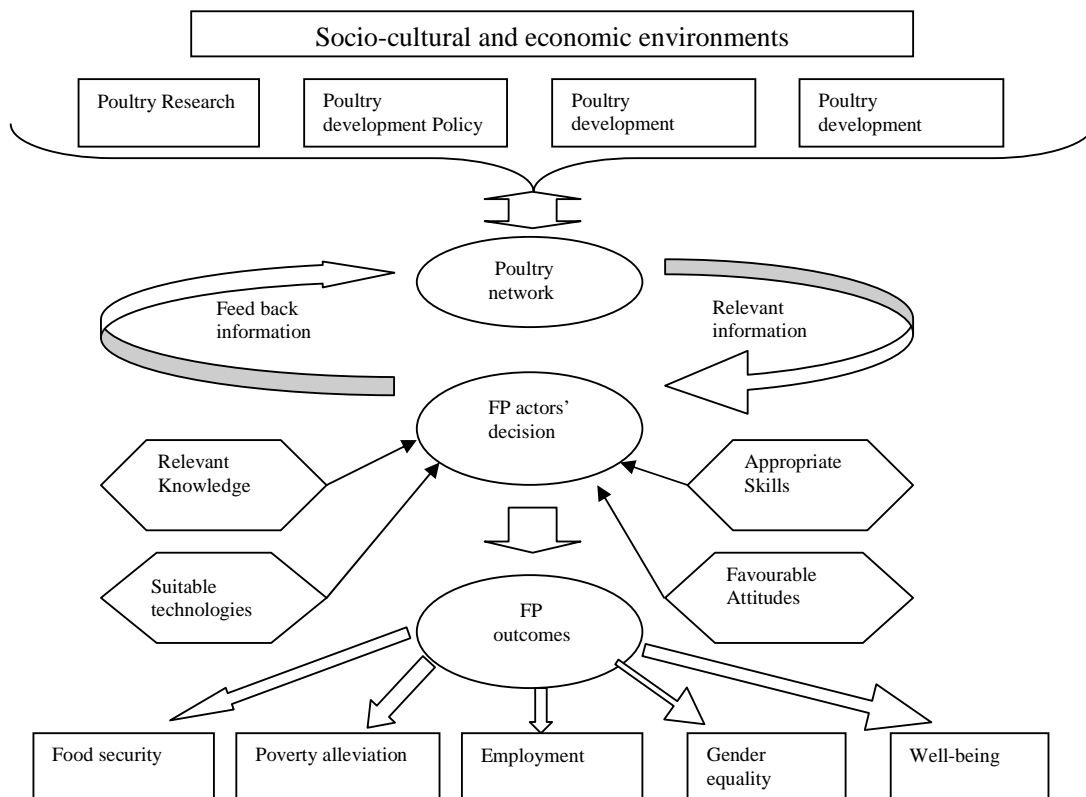 Socio-cultural and economic environments
Poultry Research
Poultry
development Policy
Poultry
development
Poultry
development
Poultry
network
Feed back
information
Relevant
information
FP actors’
decision
Relevant
Knowledge
Appropriate
Skills
Suitable
technologies
Favourable
Attitudes
FP
outcomes
Food security
Poverty alleviation
Employment
Gender
equality
Well-being